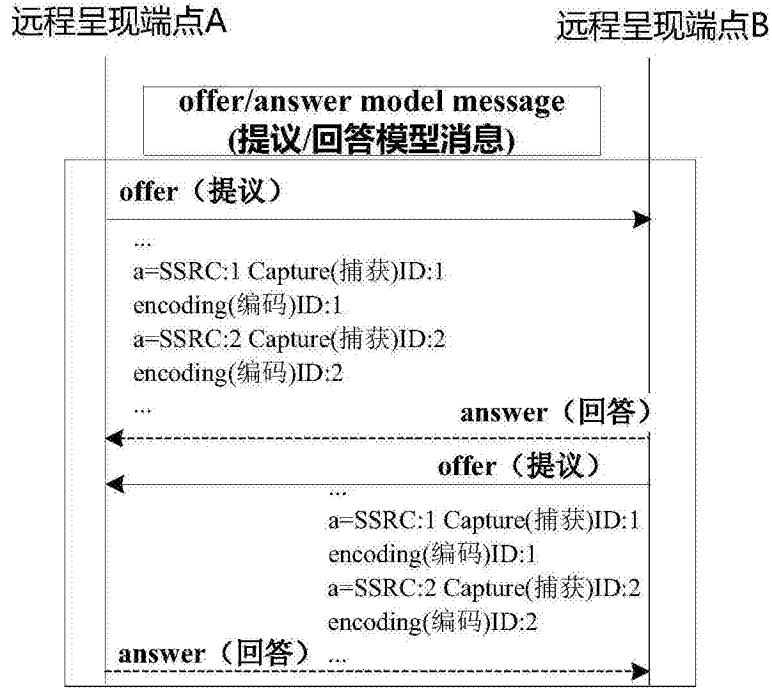 远程呈现端点A
远程呈现端点B
offer/answer model message
(提议/回答模型消息)
offer（提议）
...
a=SSRC:1 Capture(捕获)ID:1
encoding(编码)ID:1
a=SSRC:2 Capture(捕获)ID:2
encoding(编码)ID:2
...
answer（回答）
offer（提议）
...
a=SSRC:1 Capture(捕获)ID:1
encoding(编码)ID:1
a=SSRC:2 Capture(捕获)ID:2
encoding(编码)ID:2
answer（回答）
...